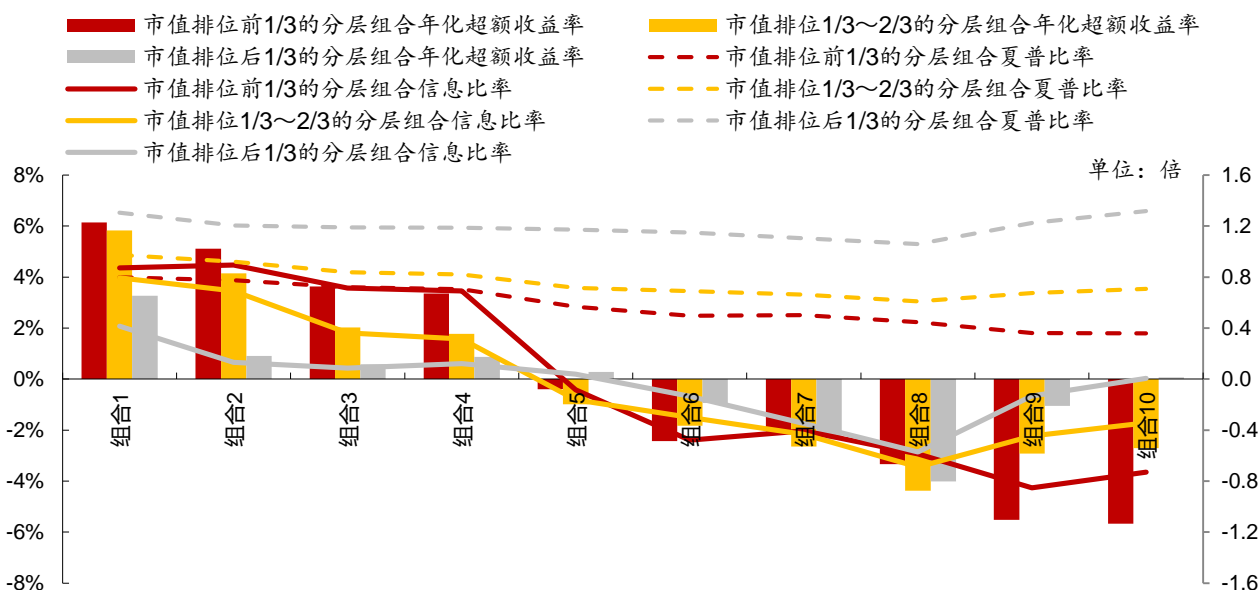 市值排位前1/3的分层组合年化超额收益率
市值排位1/3～2/3的分层组合年化超额收益率
市值排位后1/3的分层组合年化超额收益率
市值排位前1/3的分层组合夏普比率
市值排位前1/3的分层组合信息比率
市值排位1/3～2/3的分层组合夏普比率
市值排位1/3～2/3的分层组合信息比率
市值排位后1/3的分层组合夏普比率
市值排位后1/3的分层组合信息比率
单位：倍
8%
6%
4%
2%
0%
-2%
-4%
-6%
-8%
组合1
组合2
组合3
组合4
组合5
组合6
组合7
组合8
组合9
组合10
1.6
1.2
0.8
0.4
0.0
-0.4
-0.8
-1.2
-1.6